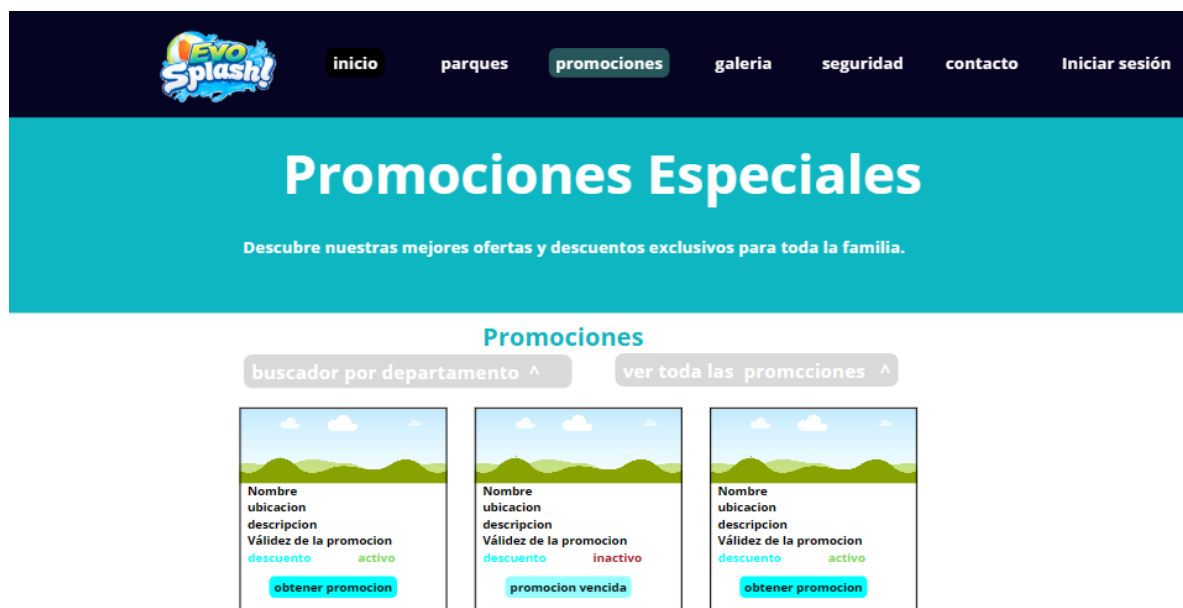 EVO
Splash!
inicio parques promociones galeria seguridad contacto Iniciar sesión
Promociones Especiales
Descubre nuestras mejores ofertas y descuentos exclusivos para toda la familia.
Promociones
buscador por departamento ^ ver toda las promcciones ^
Nombre
ubicacion
descripcion
Válidez de la promocion
descuento activo
obtener promocion
Nombre
ubicacion
descripcion
Válidez de la promocion
descuento inactivo
promocion vencida
Nombre
ubicacion
descripcion
Válidez de la promocion
descuento activo
obtener promocion